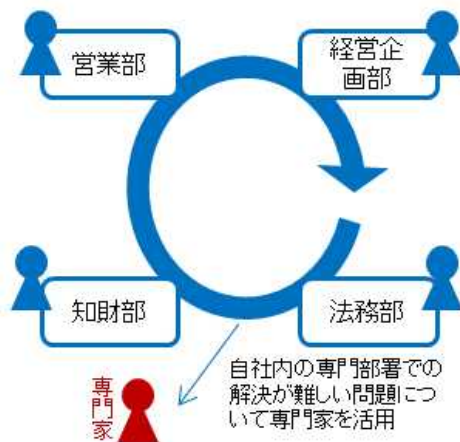 営業部
経営企
画部
知財部
法務部
専門家
自社内の専門部署での
解決が難しい問題につ
いて専門家を活用